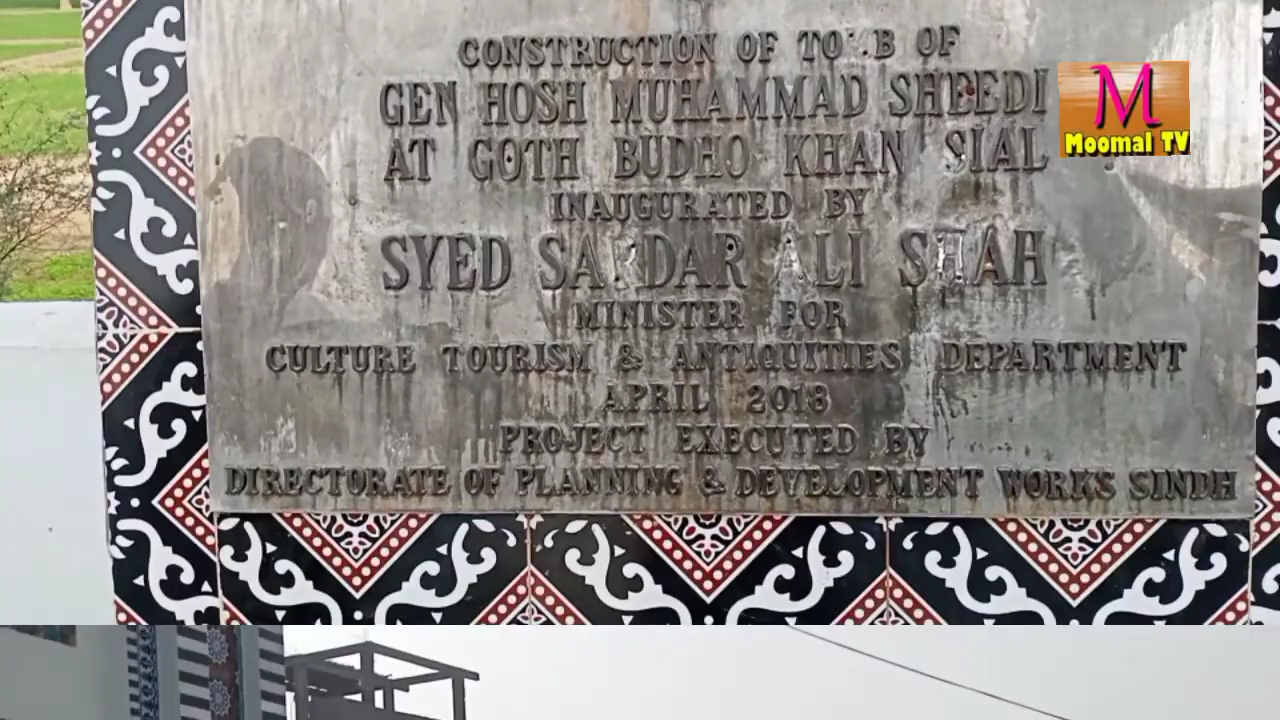 CONSTRUCTION OF TO B OF
GEN HOSH MUHAMMAD SHEEDI
AT GOTH BUDHO KHAN SIAL
INAUGURATED BY
SYED SARDAR ALI SHAH
MINISTER FOR
CULTURE TOURISM & ANTIQUITIES DEPARTMENT
APRIL 2018
PROJECT EXECUTED BY
DIRECTORATE OF PLANNING & DEVELOPMENT WORKS SINDH
M
Moomal TV